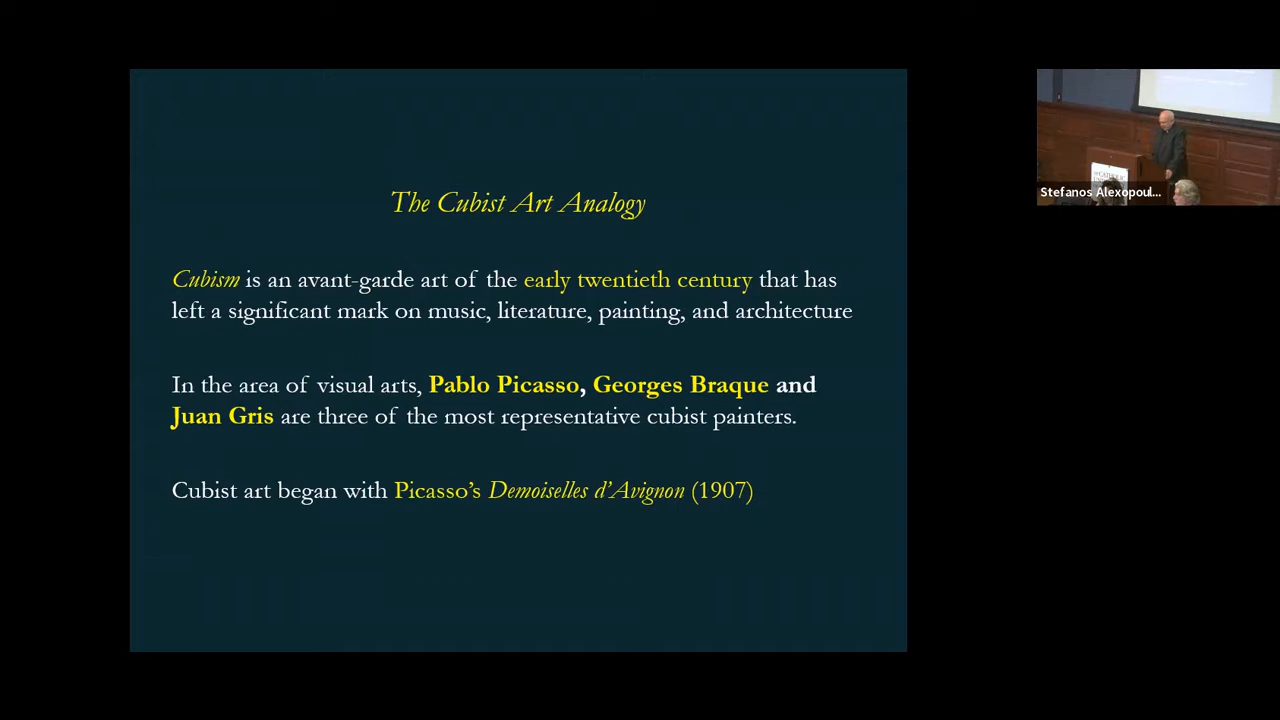 The Cubist Art Analogy
Cubism is an avant-garde art of the early twentieth century that has
left a significant mark on music, literature, painting, and architecture
In the area of visual arts, Pablo Picasso, Georges Braque and
Juan Gris are three of the most representative cubist painters.
Cubist art began with Picasso’s Demoiselles d’Avignon (1907)
THE CATHOLIC
Stefanos Alexopoul...